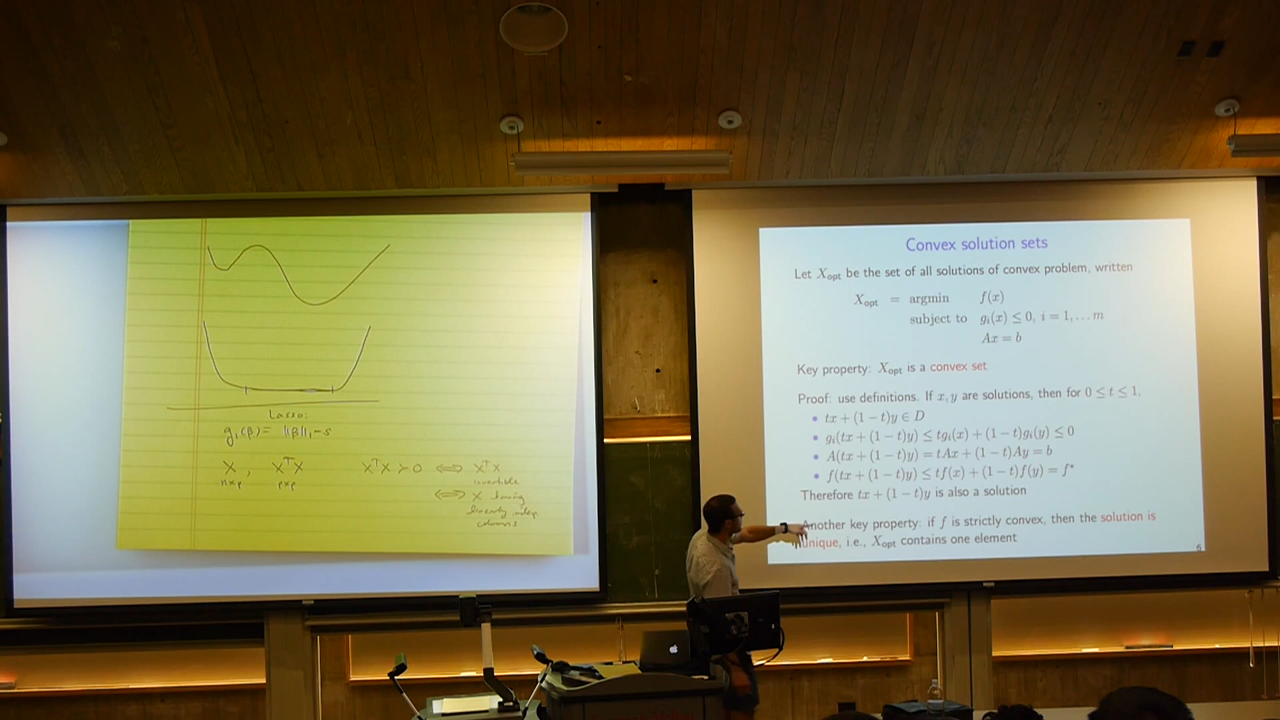 Lasso:
g₁(β) = ‖β‖₁ - s
X , XᵀX XᵀX ≻ 0 ⟺ XᵀX
n×p p×p invertible
⟺ X having
linearly indep.
columns
Convex solution sets
Let X_opt be the set of all solutions of convex problem, written
X_opt = argmin f(x)
subject to g_i(x) ≤ 0, i = 1, … m
Ax = b
Key property: X_opt is a convex set
Proof: use definitions. If x, y are solutions, then for 0 ≤ t ≤ 1,
• tx + (1 − t)y ∈ D
• g_i(tx + (1 − t)y) ≤ tg_i(x) + (1 − t)g_i(y) ≤ 0
• A(tx + (1 − t)y) = tAx + (1 − t)Ay = b
• f(tx + (1 − t)y) ≤ tf(x) + (1 − t)f(y) = f*
Therefore tx + (1 − t)y is also a solution
Another key property: if f is strictly convex, then the solution is
unique, i.e., X_opt contains one element
6